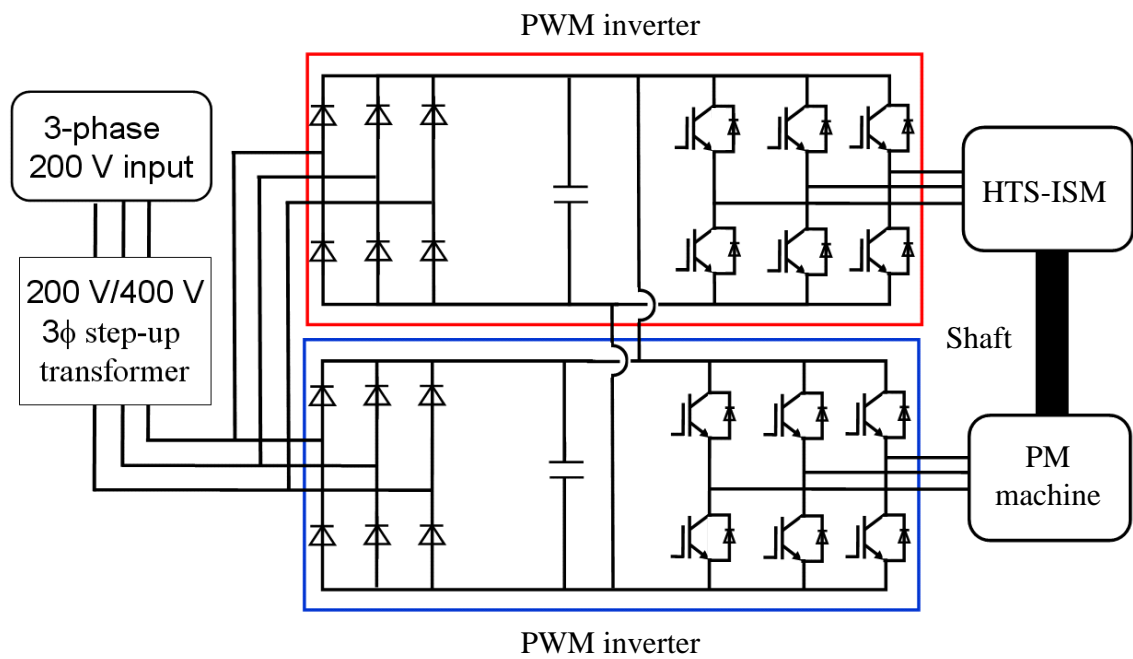 PWM inverter
3-phase
200 V input
HTS-ISM
200 V/400 V
3ϕ step-up
transformer
Shaft
PM
machine
PWM inverter